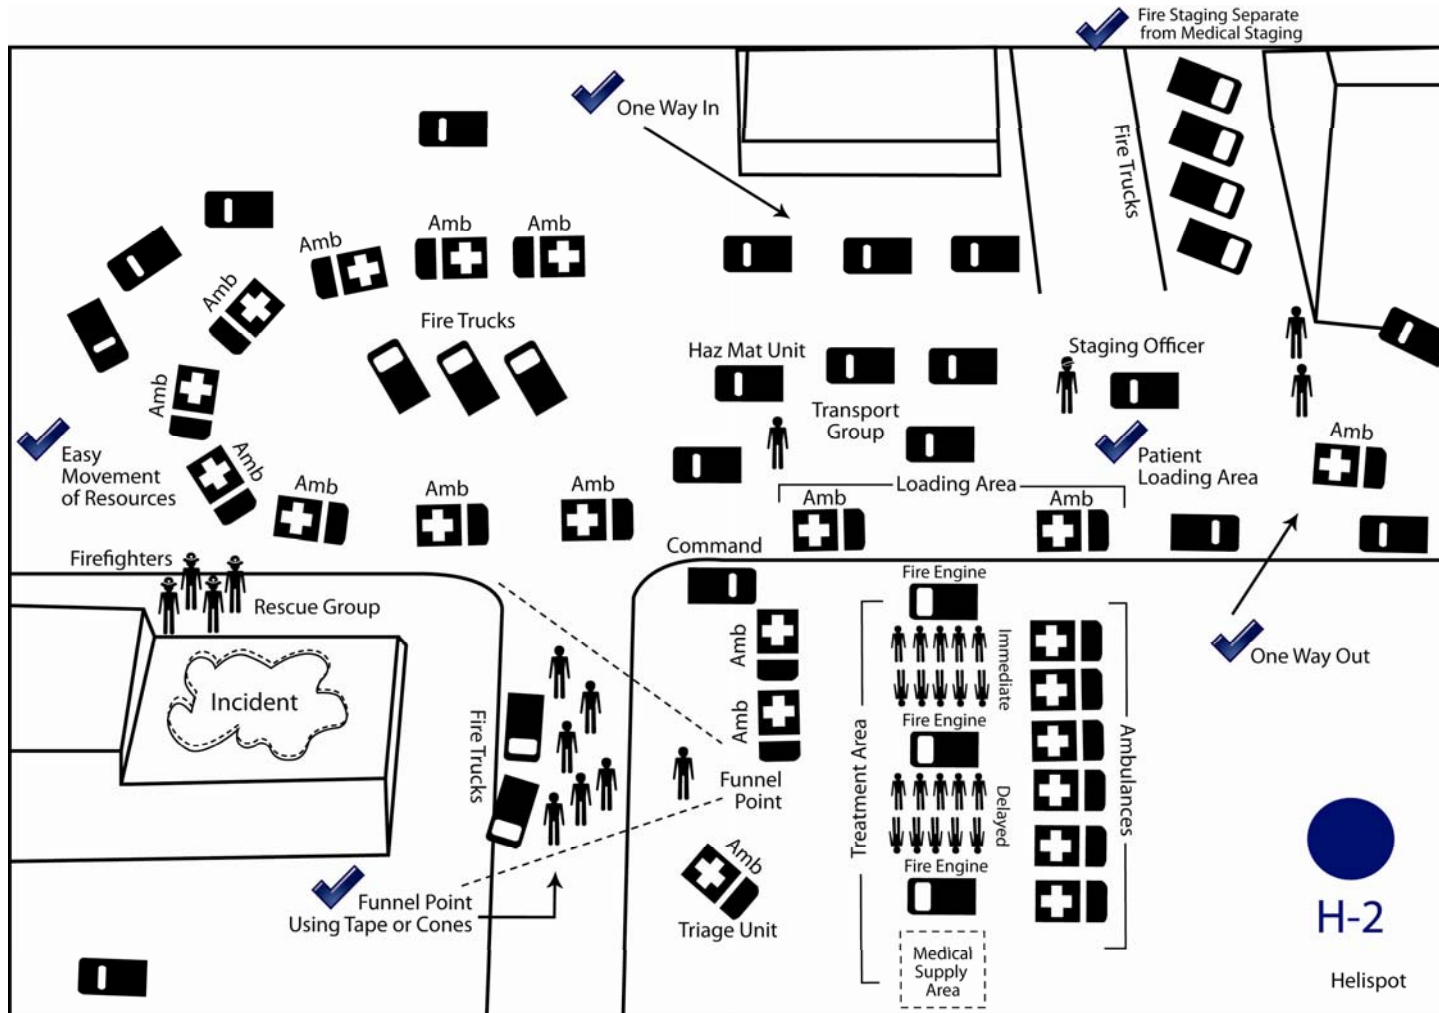 Fire Staging Separate
from Medical Staging
One Way In
Fire Trucks
Amb
Amb
Amb
Amb
Amb
Amb
Fire Trucks
Haz Mat Unit
Transport
Group
Staging Officer
Easy
Movement
of Resources
Amb
Amb
Amb
Amb
Loading Area
Amb
Amb
Patient
Loading Area
Amb
Firefighters
Rescue Group
Command
Incident
Fire Trucks
Amb
Amb
Funnel
Point
Funnel Point
Using Tape or Cones
Amb
Triage Unit
Treatment Area
Fire Engine
Immediate
Fire Engine
Delayed
Fire Engine
Medical
Supply
Area
Ambulances
One Way Out
H-2
Helispot